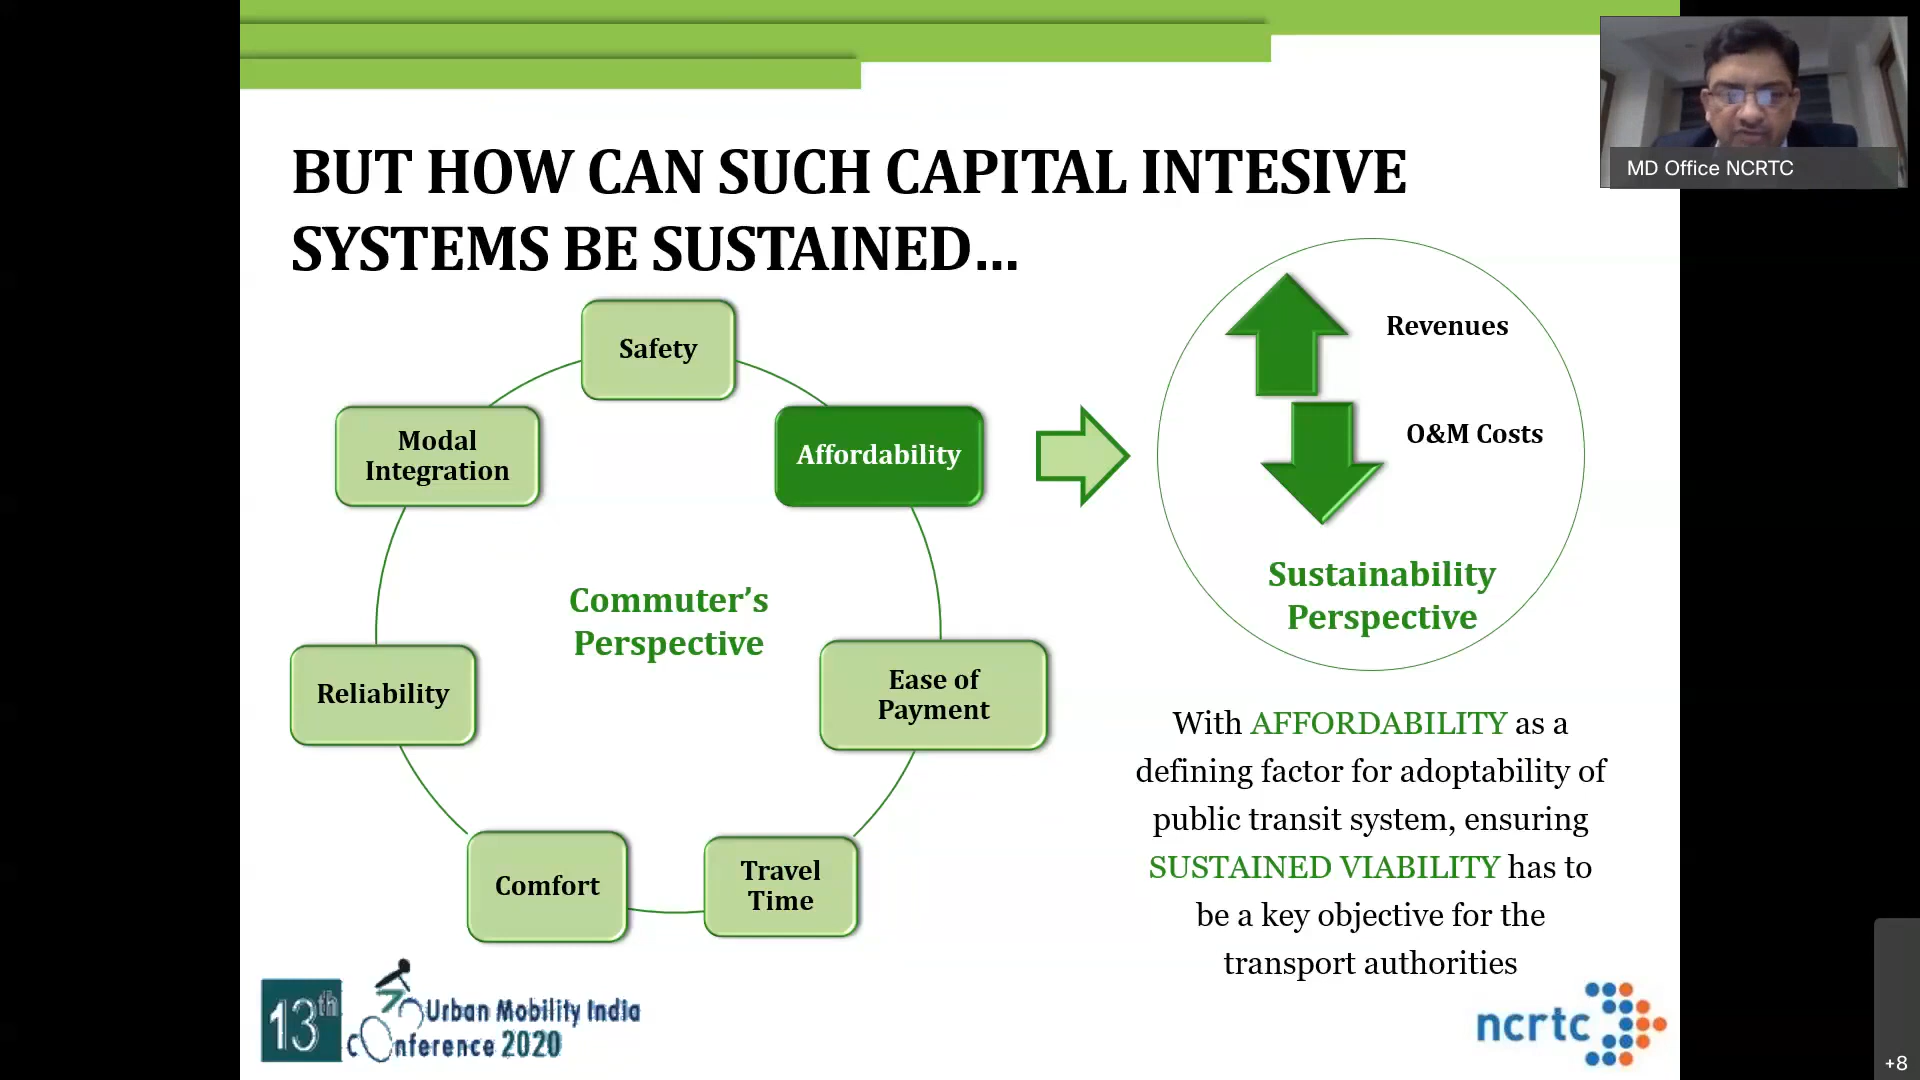 BUT HOW CAN SUCH CAPITAL INTESIVE
SYSTEMS BE SUSTAINED...
MD Office NCRTC
Safety
Affordability
Ease of
Payment
Travel
Time
Comfort
Reliability
Modal
Integration
Commuter’s
Perspective
Revenues
O&M Costs
Sustainability
Perspective
With AFFORDABILITY as a
defining factor for adoptability of
public transit system, ensuring
SUSTAINED VIABILITY has to
be a key objective for the
transport authorities
13th
Urban Mobility India
Conference 2020
ncrtc
+8